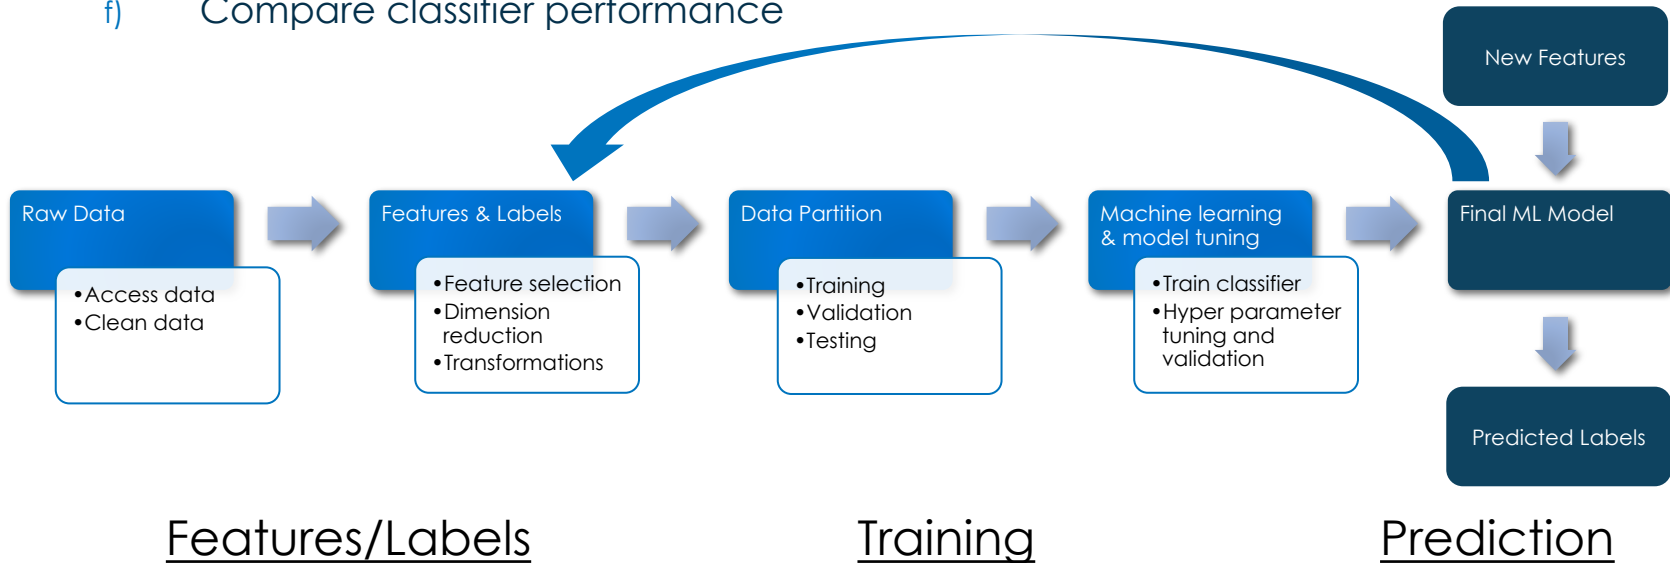 f) Compare classifier performance
New Features
Raw Data
•Access data
•Clean data
Features & Labels
•Feature selection
•Dimension
reduction
•Transformations
Data Partition
•Training
•Validation
•Testing
Machine learning
& model tuning
•Train classifier
•Hyper parameter
tuning and
validation
Final ML Model
Predicted Labels
Features/Labels
Training
Prediction